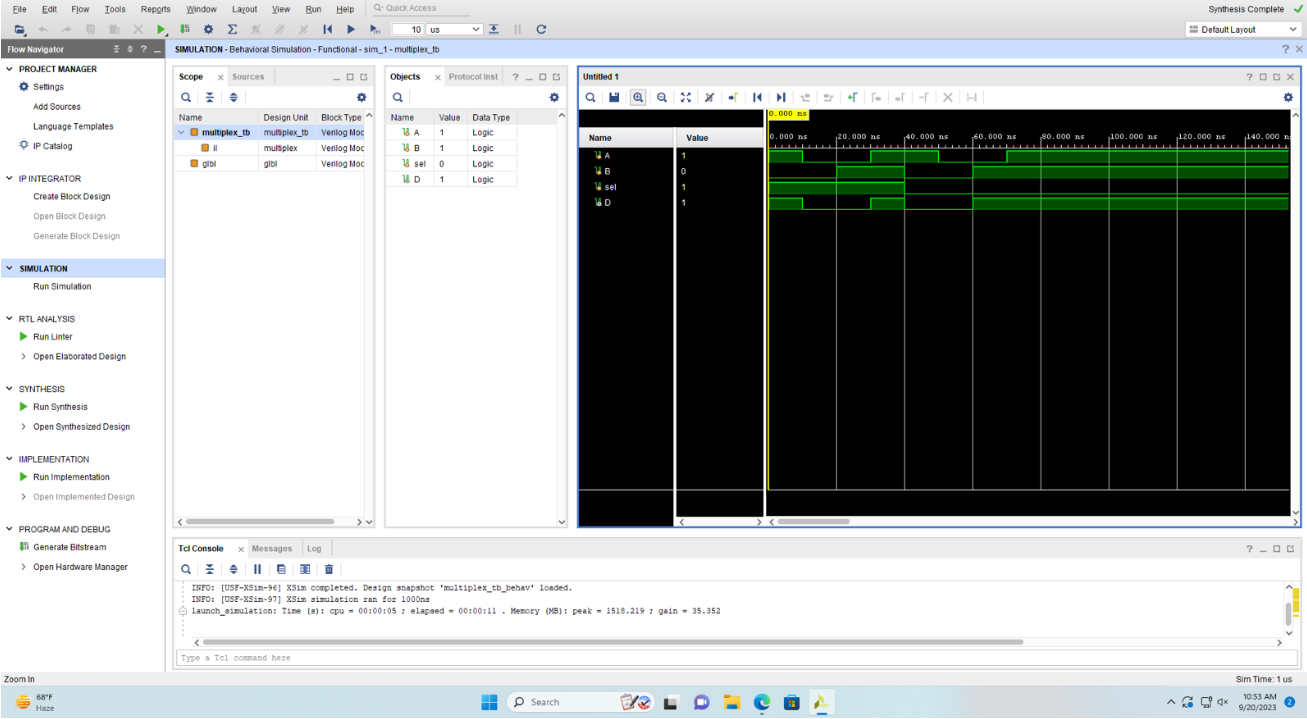 File Edit Flow Tools Reports Window Layout View Run Help Quick Access Synthesis Complete
10 us Default Layout
Flow Navigator SIMULATION - Behavioral Simulation - Functional - sim_1 - multiplex_tb
PROJECT MANAGER
Settings
Add Sources
Language Templates
IP Catalog
IP INTEGRATOR
Create Block Design
Open Block Design
Generate Block Design
SIMULATION
Run Simulation
RTL ANALYSIS
Run Linter
Open Elaborated Design
SYNTHESIS
Run Synthesis
Open Synthesized Design
IMPLEMENTATION
Run Implementation
Open Implemented Design
PROGRAM AND DEBUG
Generate Bitstream
Open Hardware Manager
Scope Sources
Name Design Unit Block Type
multiplex_tb multiplex_tb Verilog Moc
il multiplex Verilog Moc
glbl glbl Verilog Moc
Objects Protocol Inst
Name Value Data Type
A 1 Logic
B 1 Logic
sel 0 Logic
D 1 Logic
Untitled 1
0.000 ns
Name Value 0.000 ns 20.000 ns 40.000 ns 60.000 ns 80.000 ns 100.000 ns 120.000 ns 140.000 n
A 1
B 0
sel 1
D 1
Tcl Console Messages Log
INFO: [USF-XSim-96] XSim completed. Design snapshot 'multiplex_tb_behav' loaded.
INFO: [USF-XSim-97] XSim simulation ran for 1000ns
launch_simulation: Time (s): cpu = 00:00:05 ; elapsed = 00:00:11 . Memory (MB): peak = 1518.219 ; gain = 35.352
Type a Tcl command here
Zoom In Sim Time: 1 us
68°F
Haze
Search
10:53 AM
9/20/2023
2